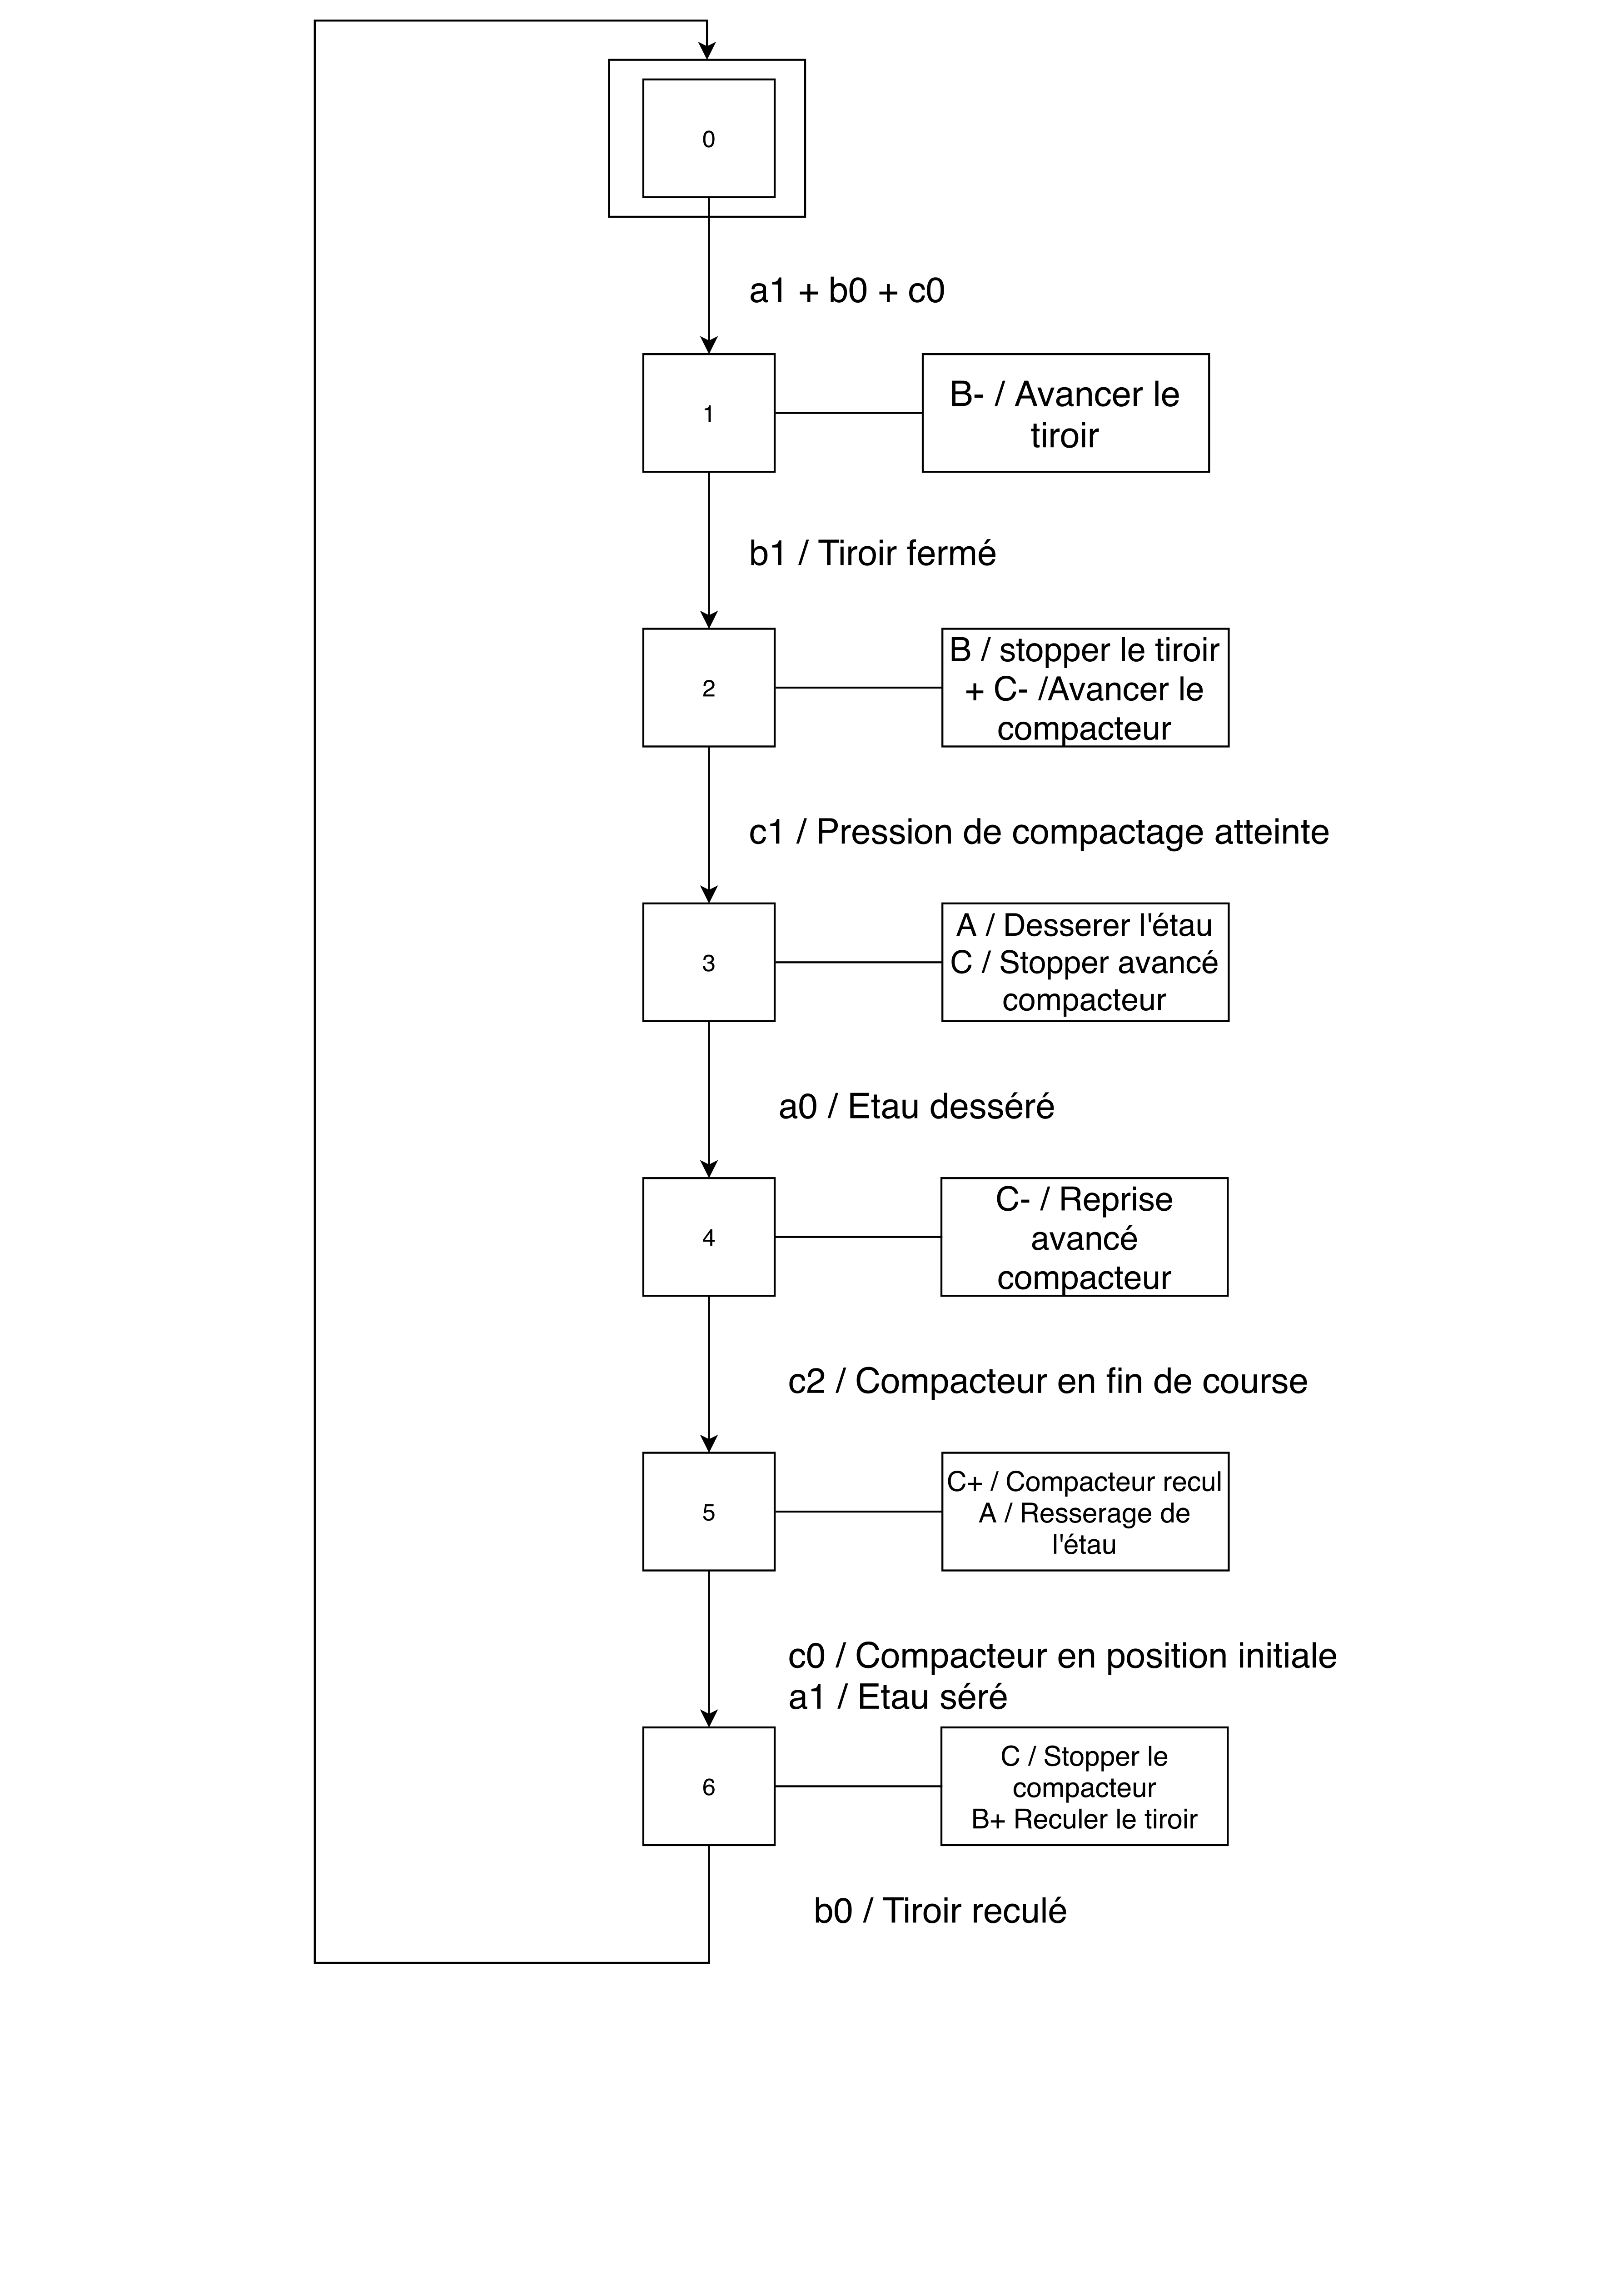 0
a1 + b0 + c0
1
B- / Avancer le
tiroir
b1 / Tiroir fermé
2
B / stopper le tiroir
+ C- /Avancer le
compacteur
c1 / Pression de compactage atteinte
3
A / Desserer l'étau
C / Stopper avancé
compacteur
a0 / Etau desséré
4
C- / Reprise
avancé
compacteur
c2 / Compacteur en fin de course
5
C+ / Compacteur recul
A / Resserage de
l'étau
c0 / Compacteur en position initiale
a1 / Etau séré
6
C / Stopper le
compacteur
B+ Reculer le tiroir
b0 / Tiroir reculé